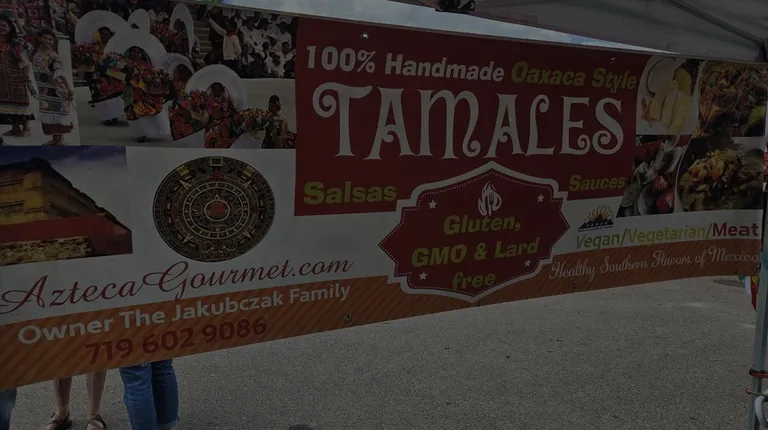 100% Handmade Oaxaca Style
TAMALES
Salsas
Sauces
Gluten,
GMO & Lard
free
Vegan/Vegetarian/Meat
Healthy Southern Flavors of Mexico
AztecaGourmet.com
Owner The Jakubczak Family
719 602 9086